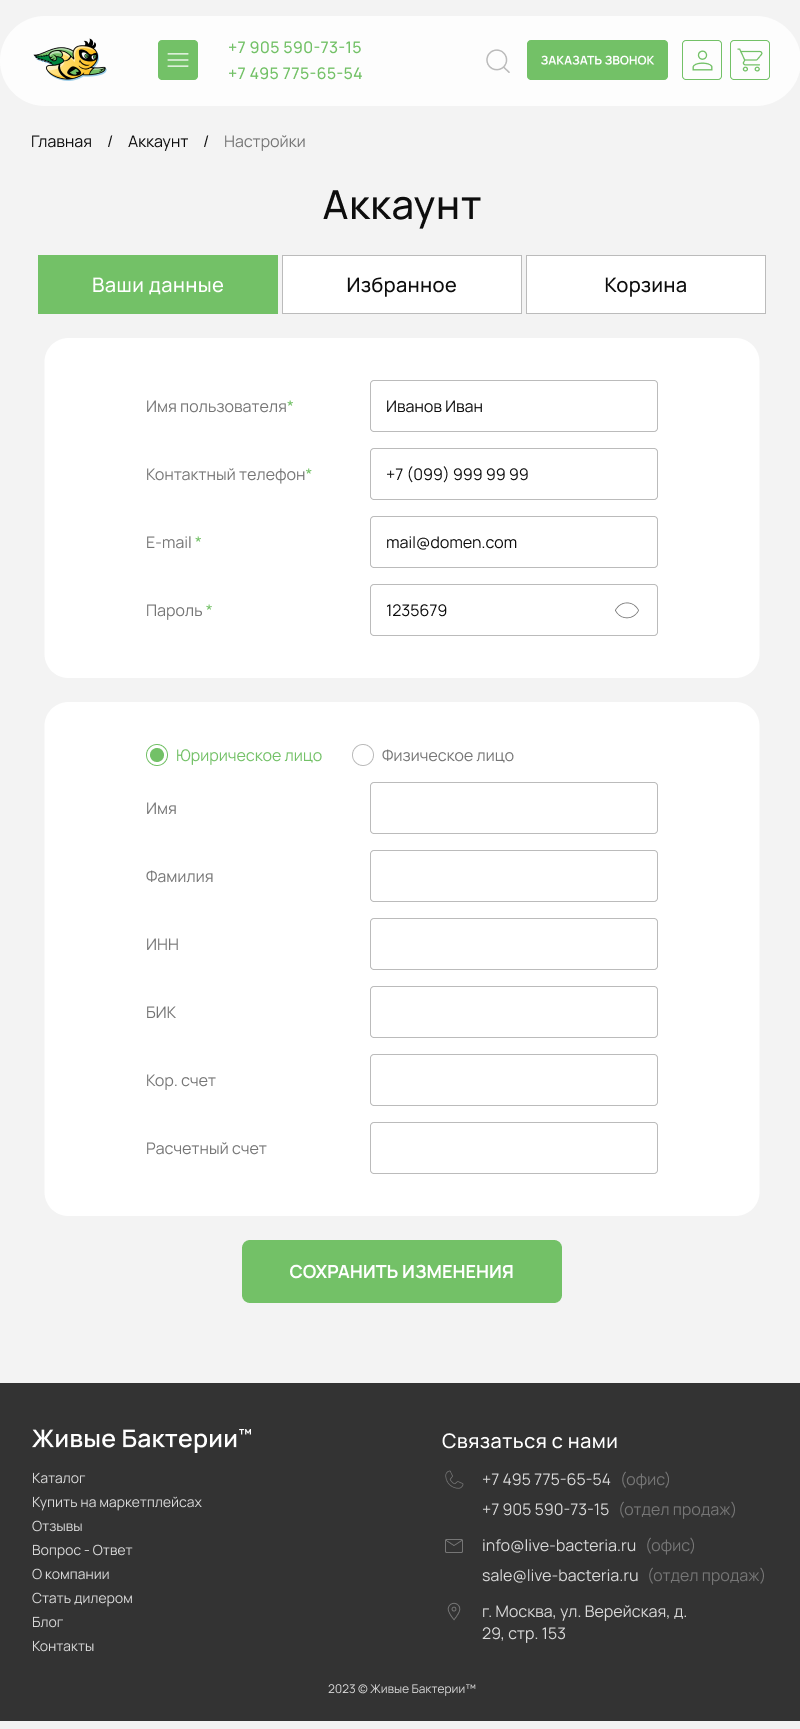 +7 905 590-73-15
+7 495 775-65-54
ЗАКАЗАТЬ ЗВОНОК
Главная / Аккаунт / Настройки
Аккаунт
Ваши данные Избранное Корзина
Имя пользователя* Иванов Иван
Контактный телефон* +7 (099) 999 99 99
E-mail * mail@domen.com
Пароль * 1235679
Юририческое лицо Физическое лицо
Имя
Фамилия
ИНН
БИК
Кор. счет
Расчетный счет
СОХРАНИТЬ ИЗМЕНЕНИЯ
Живые Бактерии™
Каталог
Купить на маркетплейсах
Отзывы
Вопрос - Ответ
О компании
Стать дилером
Блог
Контакты
Связаться с нами
+7 495 775-65-54 (офис)
+7 905 590-73-15 (отдел продаж)
info@live-bacteria.ru (офис)
sale@live-bacteria.ru (отдел продаж)
г. Москва, ул. Верейская, д.
29, стр. 153
2023 © Живые Бактерии™